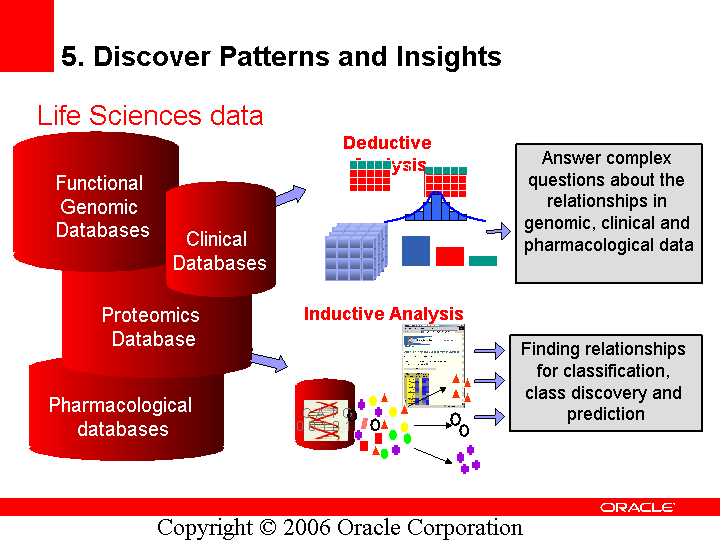 5. Discover Patterns and Insights
Life Sciences data
Functional
Genomic
Databases
Clinical
Databases
Proteomics
Database
Pharmacological
databases
Deductive
Inductive Analysis
Answer complex
questions about the
relationships in
genomic, clinical and
pharmacological data
Finding relationships
for classification,
class discovery and
prediction
ORACLE
Copyright © 2006 Oracle Corporation